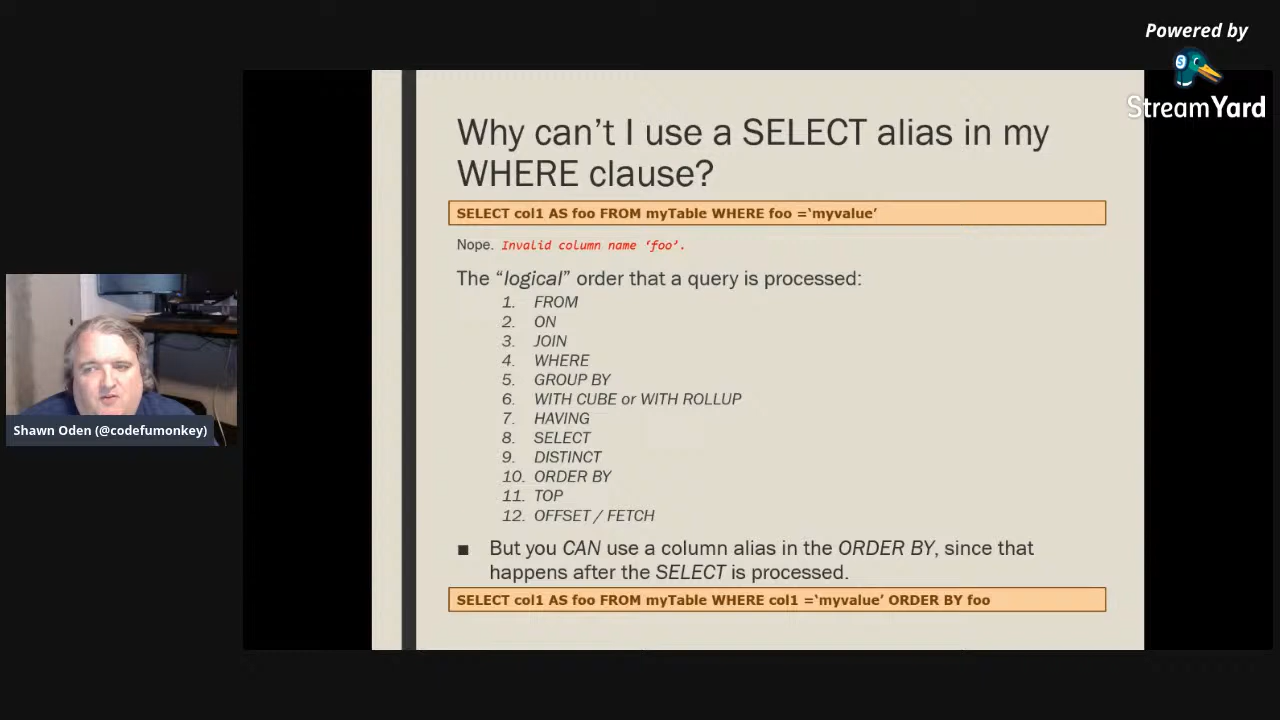 Powered by
StreamYard
Why can’t I use a SELECT alias in my
WHERE clause?
SELECT col1 AS foo FROM myTable WHERE foo =‘myvalue’
Nope. Invalid column name ‘foo’.
The “logical” order that a query is processed:
1. FROM
2. ON
3. JOIN
4. WHERE
5. GROUP BY
6. WITH CUBE or WITH ROLLUP
7. HAVING
8. SELECT
9. DISTINCT
10. ORDER BY
11. TOP
12. OFFSET / FETCH
■ But you CAN use a column alias in the ORDER BY, since that
happens after the SELECT is processed.
SELECT col1 AS foo FROM myTable WHERE col1 =‘myvalue’ ORDER BY foo
Shawn Oden (@codefumonkey)